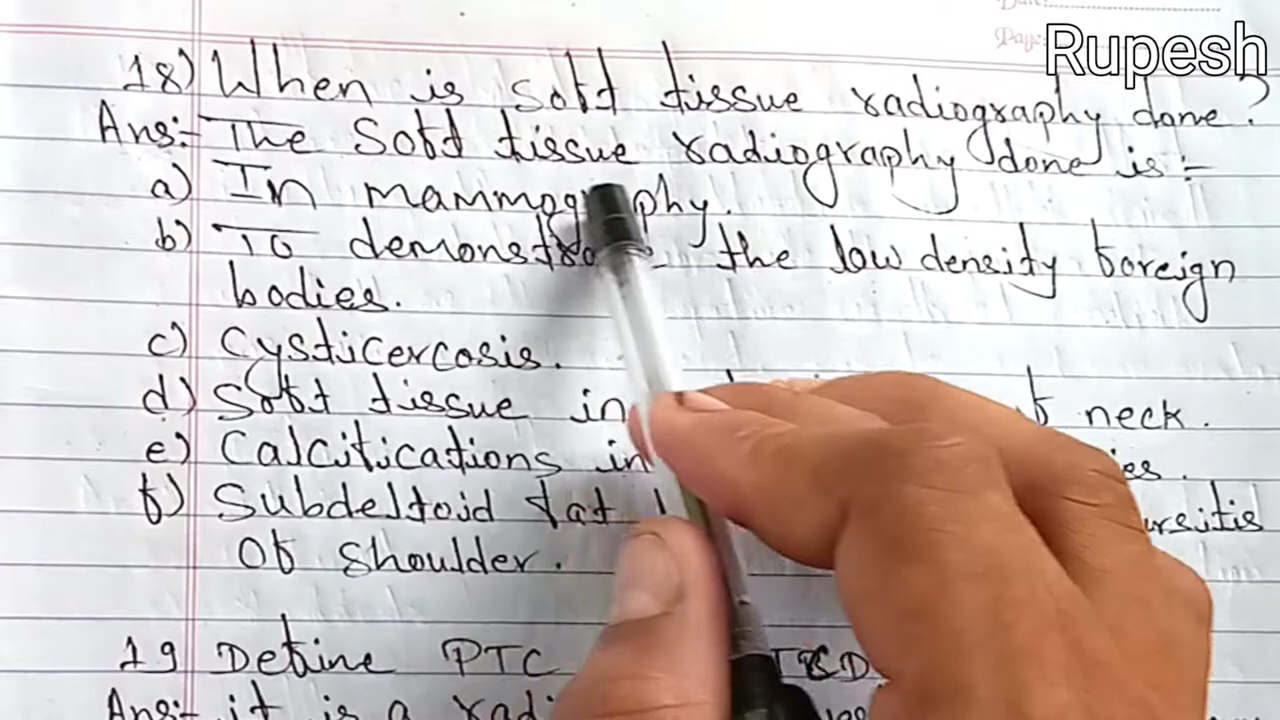 Date:
Page:
Rupesh
18) When is soft tissue radiography done?
Ans:- The Soft tissue radiography done is :-
a) In mammography.
b) To demonstrate the low density foreign
bodies.
c) Cysticercosis.
d) Soft tissue in neck.
e) Calcifications in
f) Subdeltoid fat
Of shoulder.
19 Define PTC
Ans:- it is a